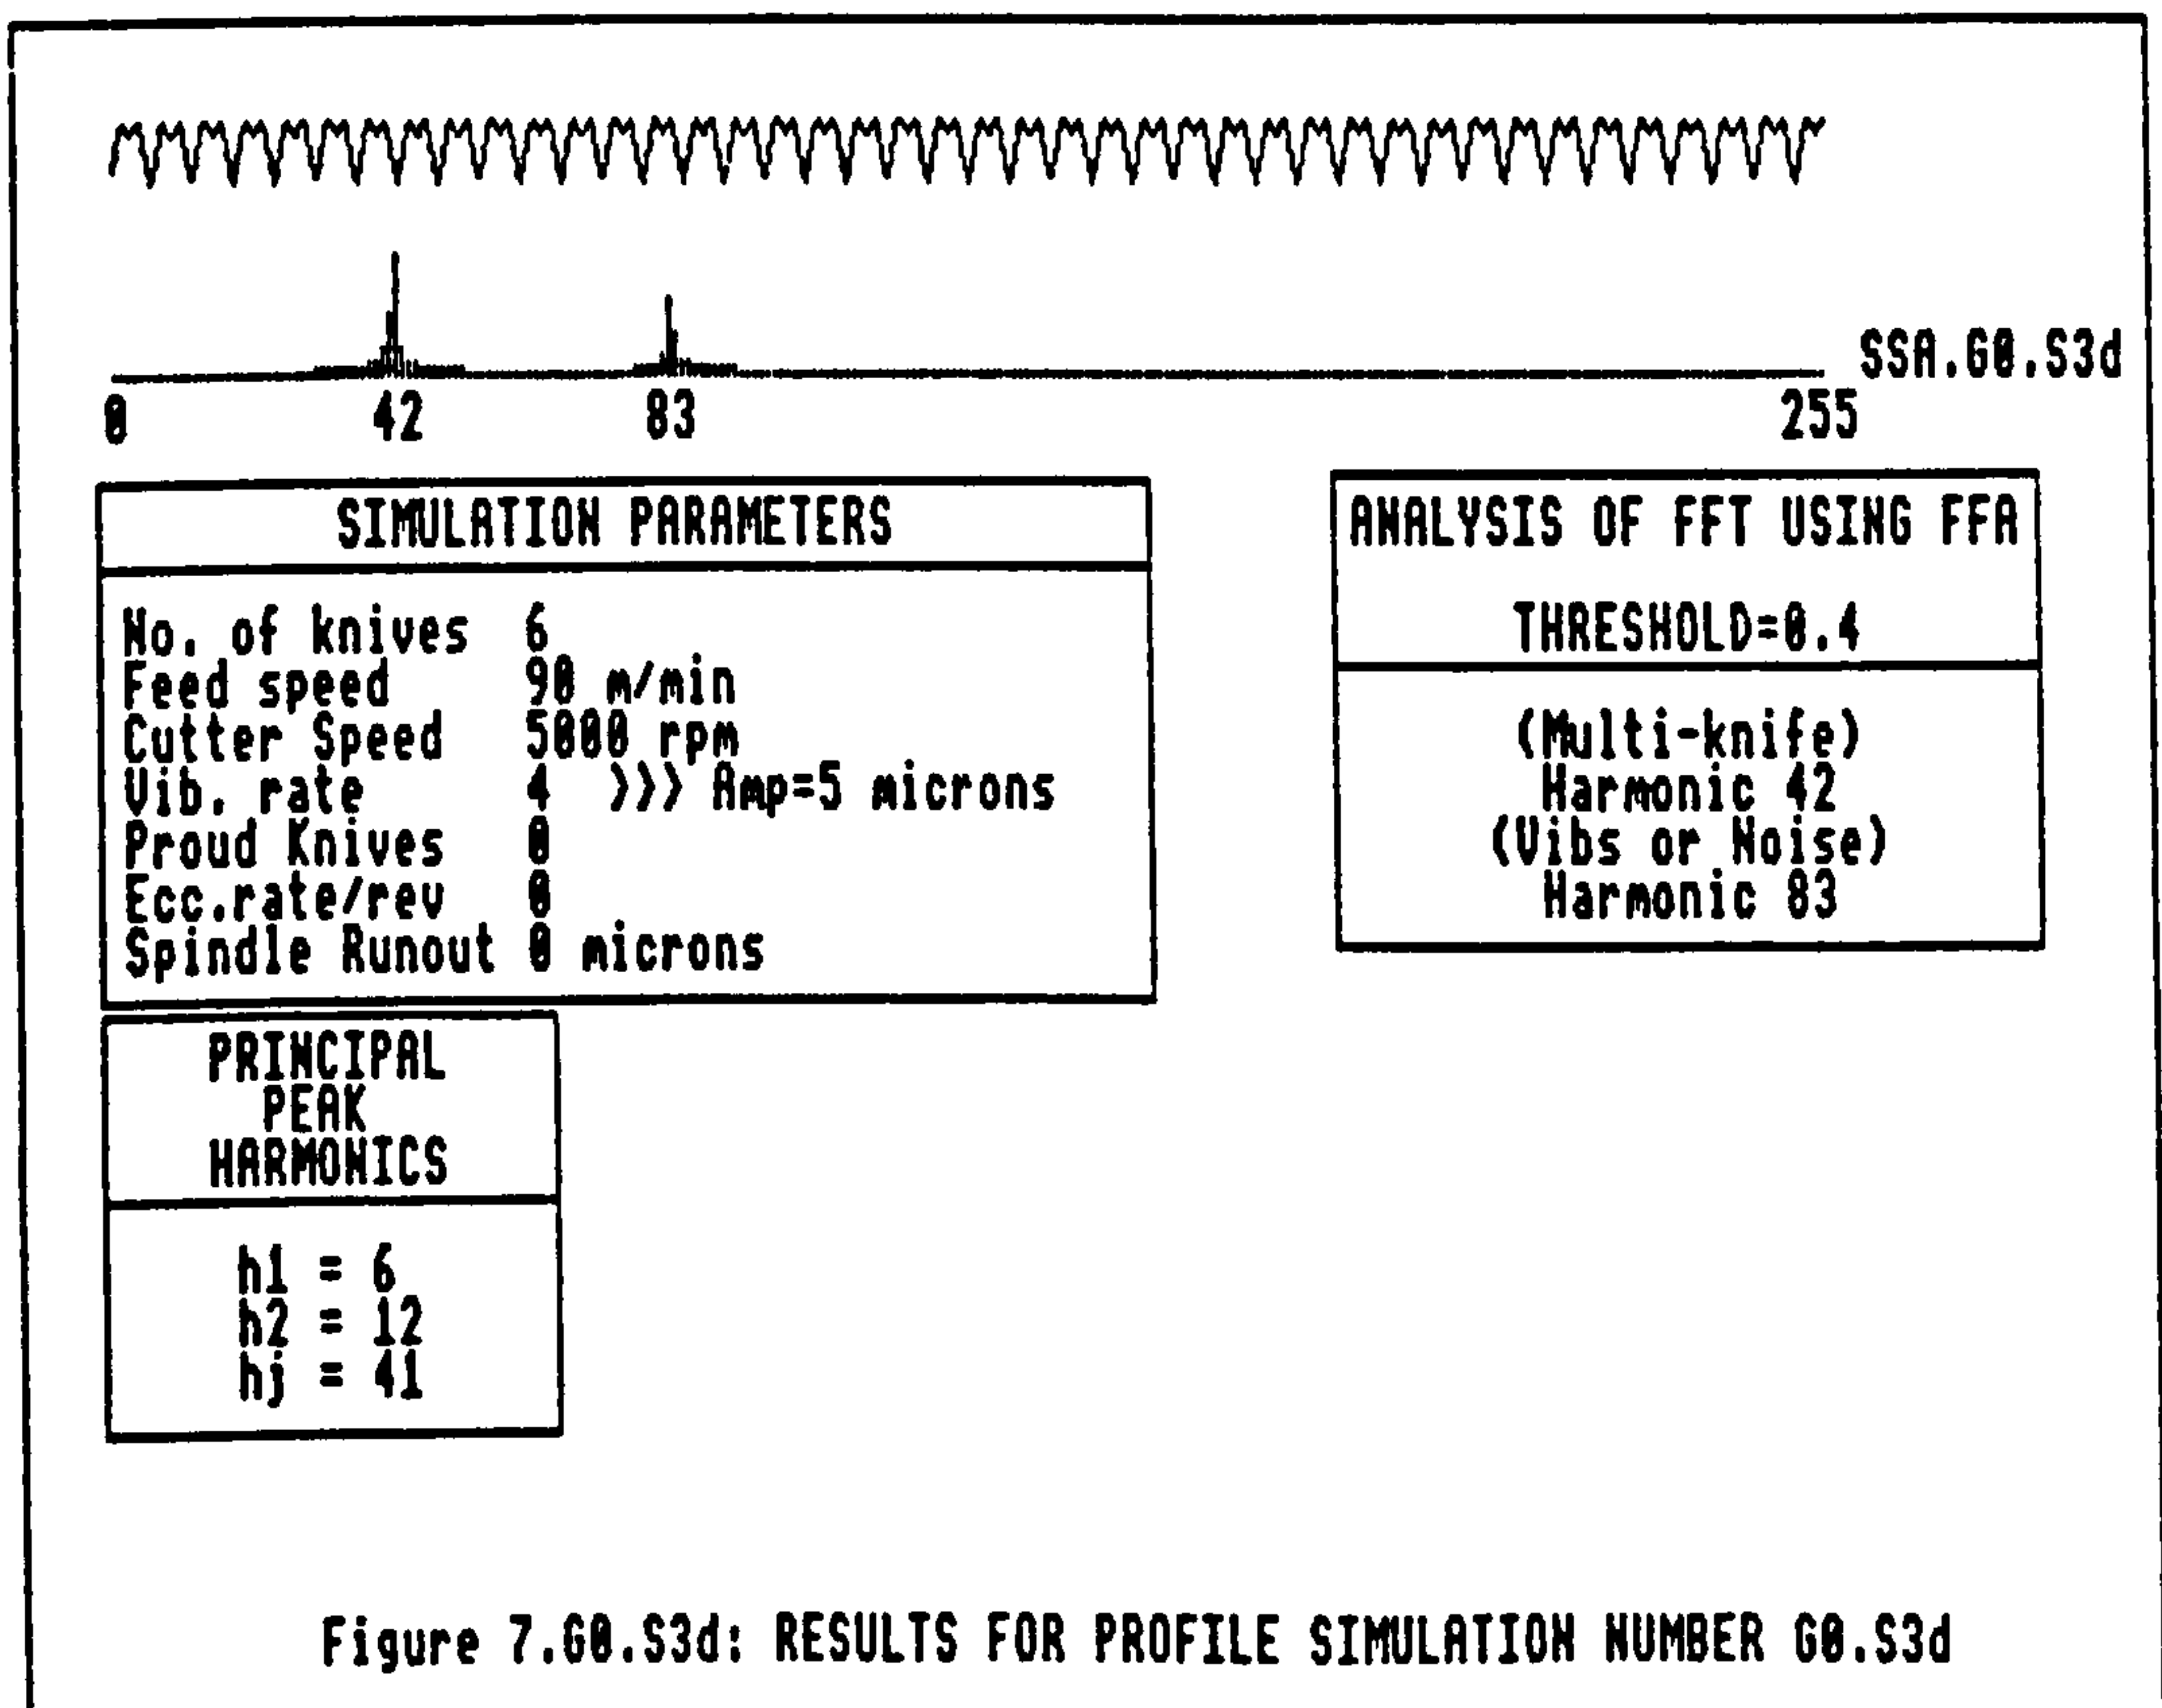 SSA.G0.S3d
0 42 83 255
SIMULATION PARAMETERS
No. of knives 6
Feed speed 90 m/min
Cutter Speed 5000 rpm
Vib. rate 4 >>> Amp=5 microns
Proud Knives 0
Ecc.rate/rev 0
Spindle Runout 0 microns
ANALYSIS OF FFT USING FFA
THRESHOLD=0.4
(Multi-knife)
Harmonic 42
(Vibs or Noise)
Harmonic 83
PRINCIPAL
PEAK
HARMONICS
h1 = 6
h2 = 12
hj = 41
Figure 7.G0.S3d: RESULTS FOR PROFILE SIMULATION NUMBER G0.S3d